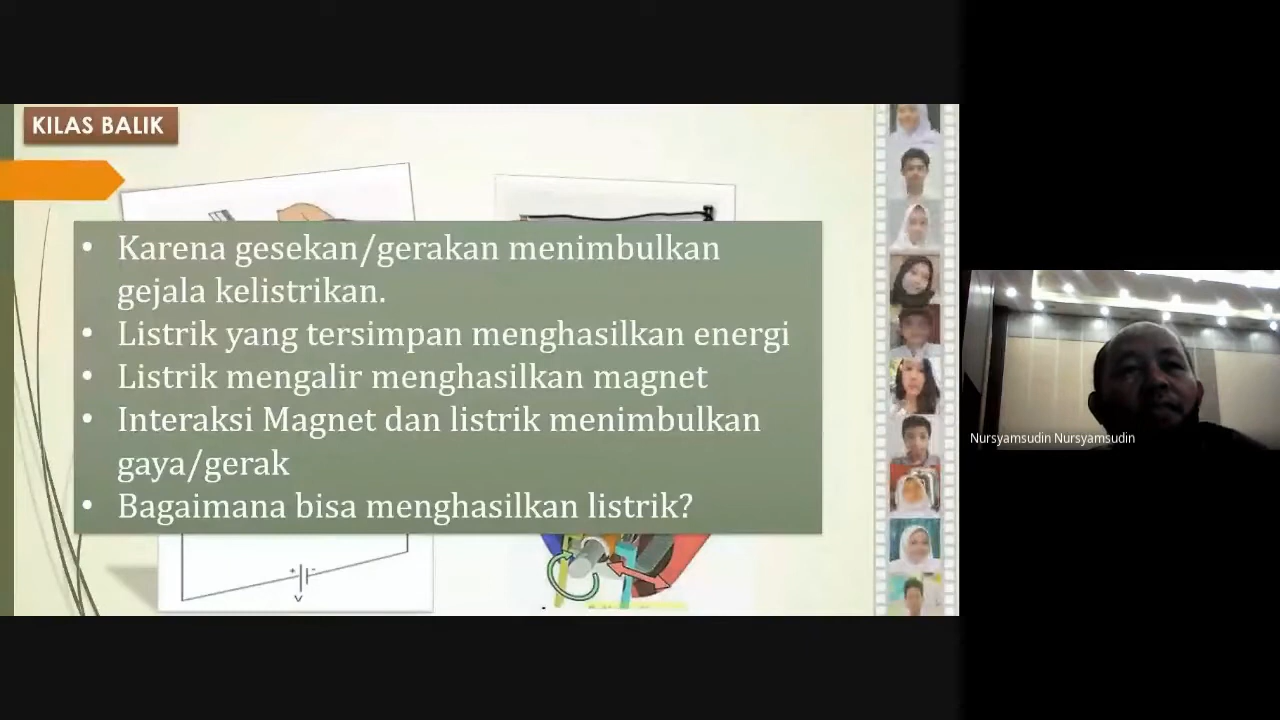 KILAS BALIK
• Karena gesekan/gerakan menimbulkan
gejala kelistrikan.
• Listrik yang tersimpan menghasilkan energi
• Listrik mengalir menghasilkan magnet
• Interaksi Magnet dan listrik menimbulkan
gaya/gerak
• Bagaimana bisa menghasilkan listrik?
V
Nursyamsudin Nursyamsudin